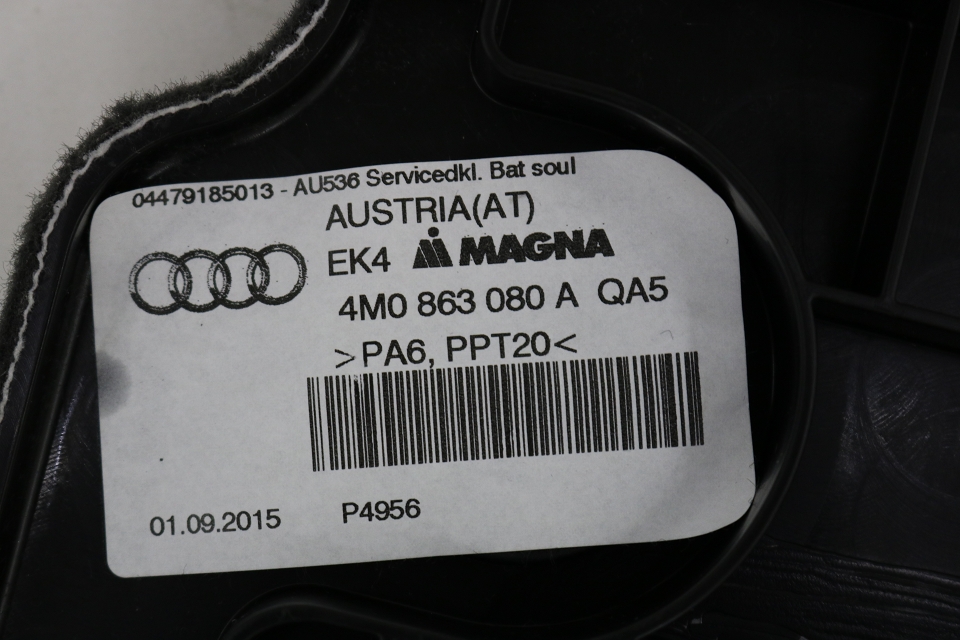 04479185013 - AU536 Servicedkl. Bat soul
AUSTRIA(AT)
EK4 MAGNA
4M0 863 080 A QA5
>PA6, PPT20<
01.09.2015 P4956